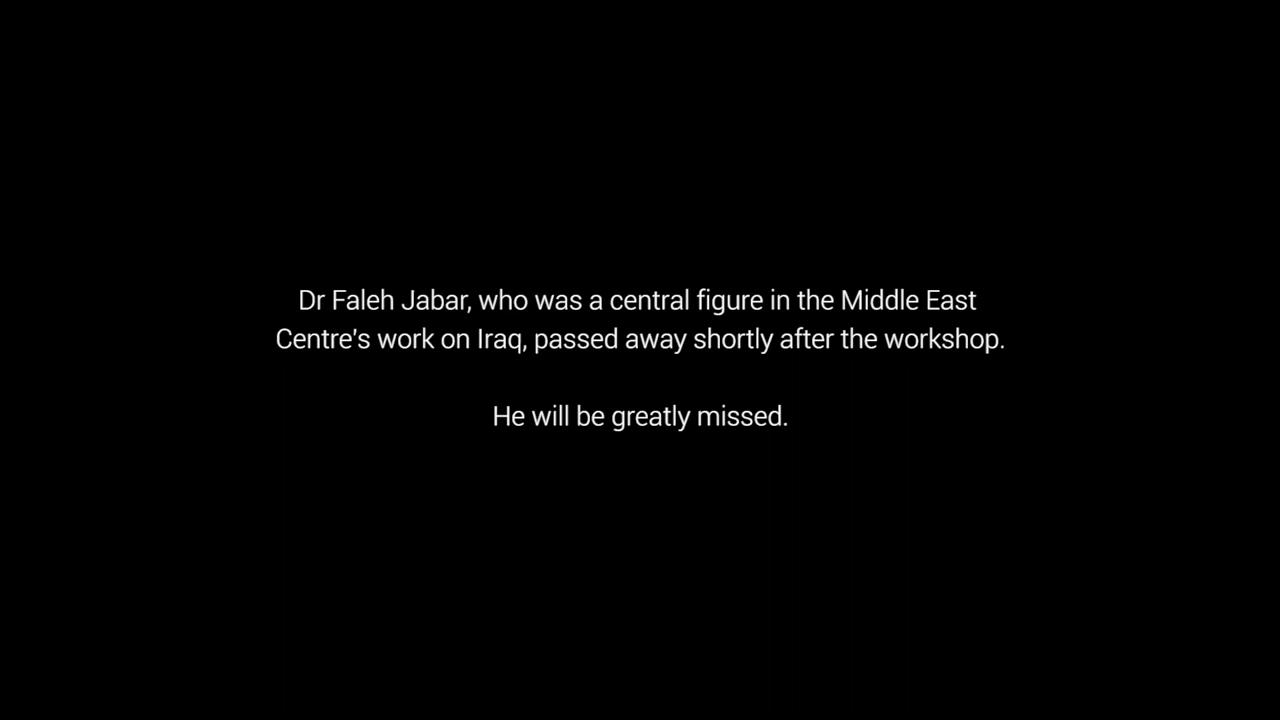 Dr Faleh Jabar, who was a central figure in the Middle East
Centre's work on Iraq, passed away shortly after the workshop.
He will be greatly missed.